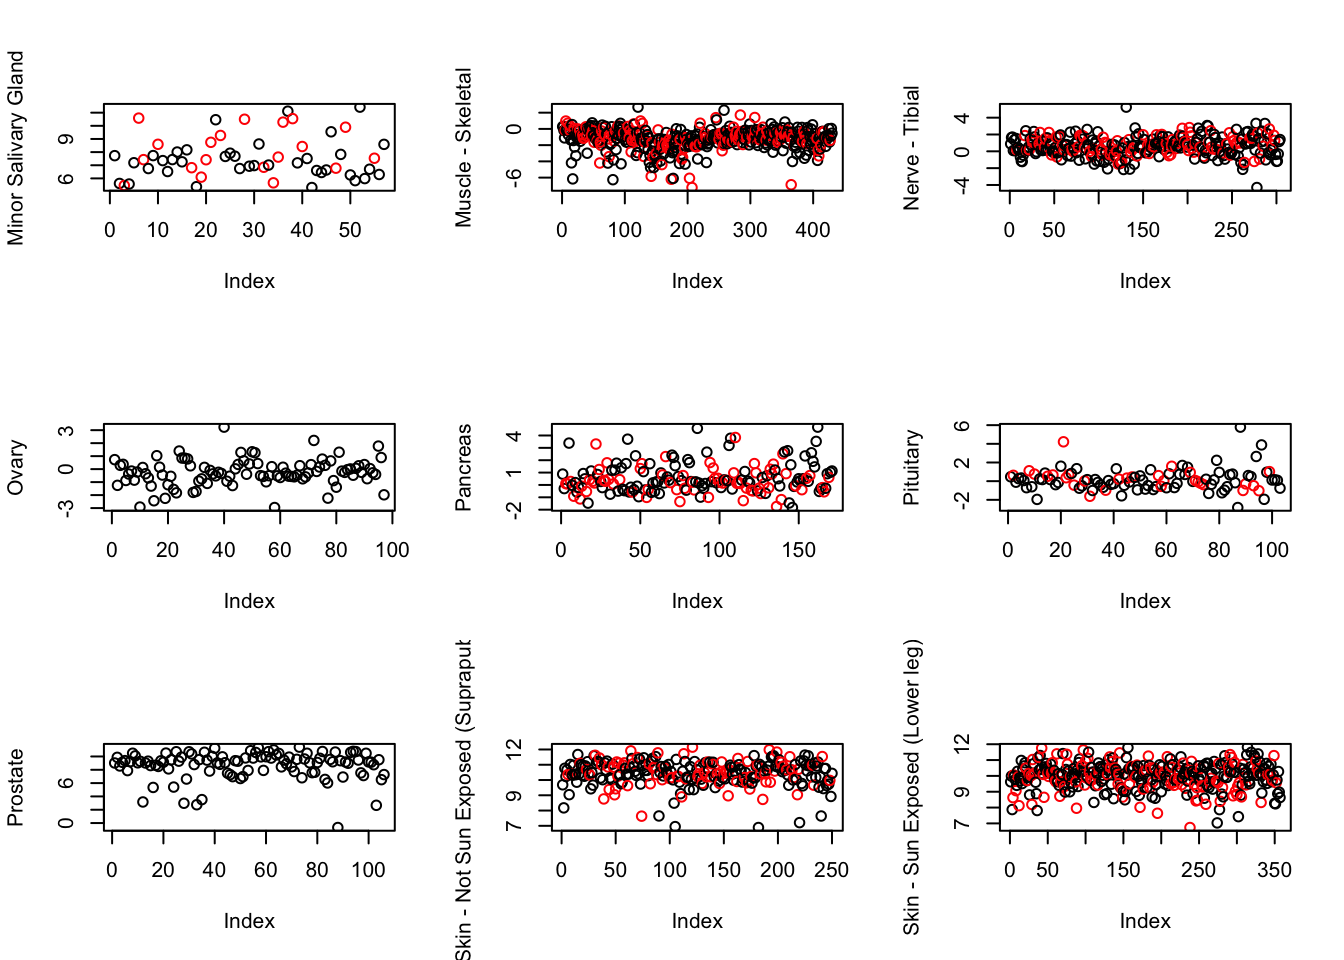 Minor Salivary Gland
6 9
0 10 20 30 40 50
Index
Muscle - Skeletal
-6 0
0 100 200 300 400
Index
Nerve - Tibial
-4 0 4
0 50 150 250
Index
Ovary
-3 0 3
0 20 40 60 80 100
Index
Pancreas
-2 1 4
0 50 100 150
Index
Pituitary
-2 2 6
0 20 40 60 80 100
Index
Prostate
0 6
0 20 40 60 80 100
Index
Skin - Not Sun Exposed (Suprapub
7 9 12
0 50 100 150 200 250
Index
Skin - Sun Exposed (Lower leg)
7 9 12
0 50 150 250 350
Index